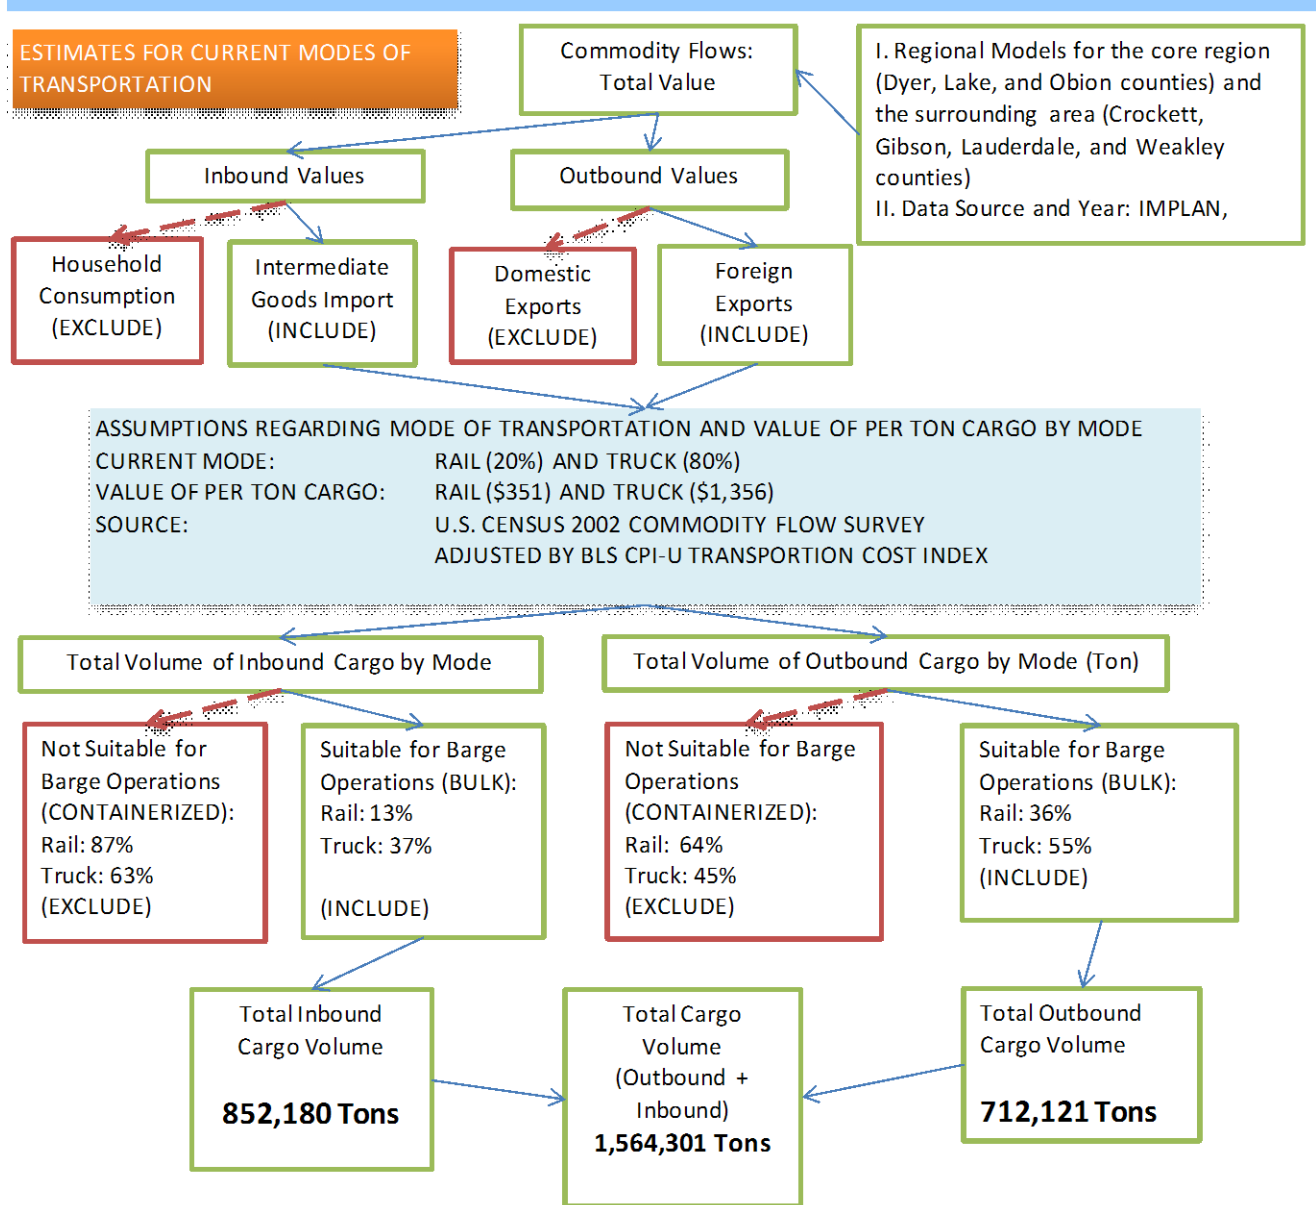 ESTIMATES FOR CURRENT MODES OF
TRANSPORTATION
Commodity Flows:
Total Value
I. Regional Models for the core region
(Dyer, Lake, and Obion counties) and
the surrounding area (Crockett,
Gibson, Lauderdale, and Weakley
counties)
II. Data Source and Year: IMPLAN,
Inbound Values
Outbound Values
Household
Consumption
(EXCLUDE)
Intermediate
Goods Import
(INCLUDE)
Domestic
Exports
(EXCLUDE)
Foreign
Exports
(INCLUDE)
ASSUMPTIONS REGARDING MODE OF TRANSPORTATION AND VALUE OF PER TON CARGO BY MODE
CURRENT MODE: RAIL (20%) AND TRUCK (80%)
VALUE OF PER TON CARGO: RAIL ($351) AND TRUCK ($1,356)
SOURCE: U.S. CENSUS 2002 COMMODITY FLOW SURVEY
ADJUSTED BY BLS CPI-U TRANSPORTION COST INDEX
Total Volume of Inbound Cargo by Mode
Total Volume of Outbound Cargo by Mode (Ton)
Not Suitable for
Barge Operations
(CONTAINERIZED):
Rail: 87%
Truck: 63%
(EXCLUDE)
Suitable for Barge
Operations (BULK):
Rail: 13%
Truck: 37%
(INCLUDE)
Not Suitable for Barge
Operations
(CONTAINERIZED):
Rail: 64%
Truck: 45%
(EXCLUDE)
Suitable for Barge
Operations (BULK):
Rail: 36%
Truck: 55%
(INCLUDE)
Total Inbound
Cargo Volume
852,180 Tons
Total Cargo
Volume
(Outbound +
Inbound)
1,564,301 Tons
Total Outbound
Cargo Volume
712,121 Tons